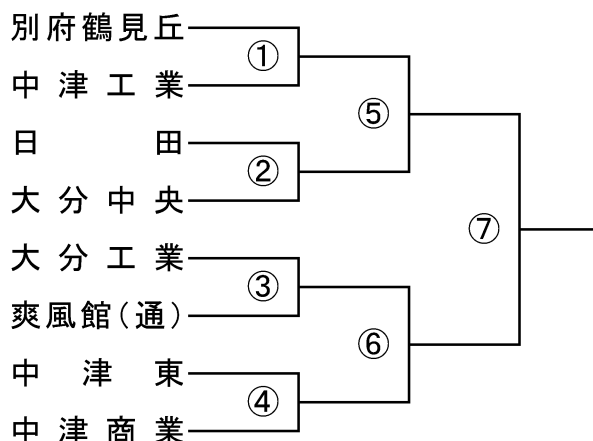 別府鶴見丘
①
中津工業
⑤
日田
②
大分中央
⑦
大分工業
③
爽風館(通)
⑥
中津東
④
中津商業